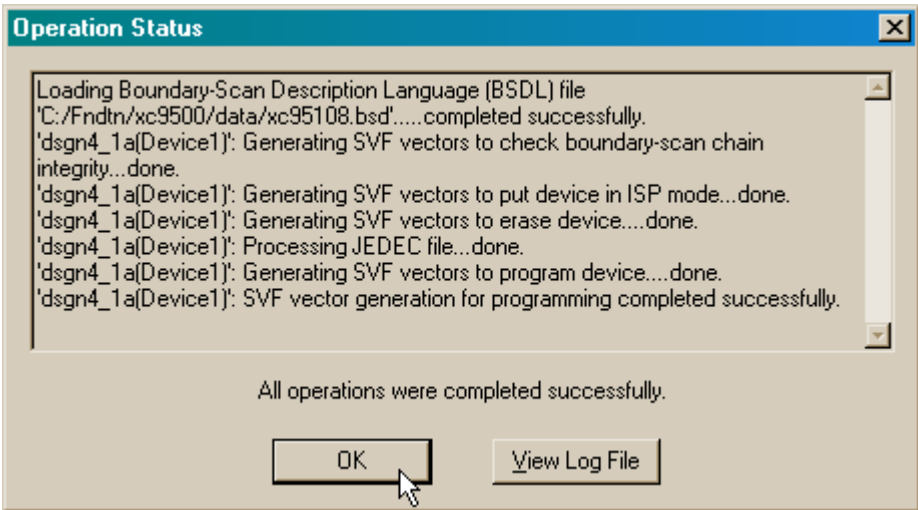 Operation Status
Loading Boundary-Scan Description Language (BSDL) file
'C:/Fndtn/xc9500/data/xc95108.bsd'.....completed successfully.
'dsgn4_1a(Device1)': Generating SVF vectors to check boundary-scan chain
integrity...done.
'dsgn4_1a(Device1)': Generating SVF vectors to put device in ISP mode...done.
'dsgn4_1a(Device1)': Generating SVF vectors to erase device....done.
'dsgn4_1a(Device1)': Processing JEDEC file...done.
'dsgn4_1a(Device1)': Generating SVF vectors to program device....done.
'dsgn4_1a(Device1)': SVF vector generation for programming completed successfully.
All operations were completed successfully.
OK
View Log File